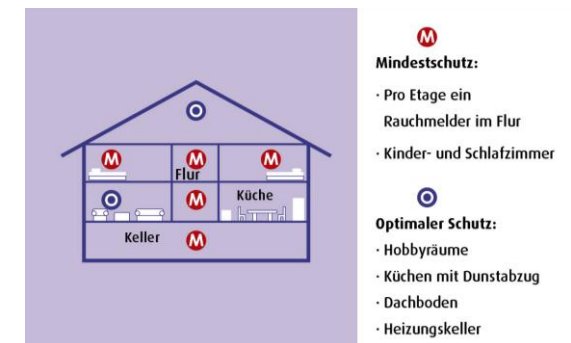 M
Mindestschutz:
· Pro Etage ein
Rauchmelder im Flur
· Kinder- und Schlafzimmer
Optimaler Schutz:
· Hobbyräume
· Küchen mit Dunstabzug
· Dachboden
· Heizungskeller
M M M
Flur
M
Küche
Keller
M